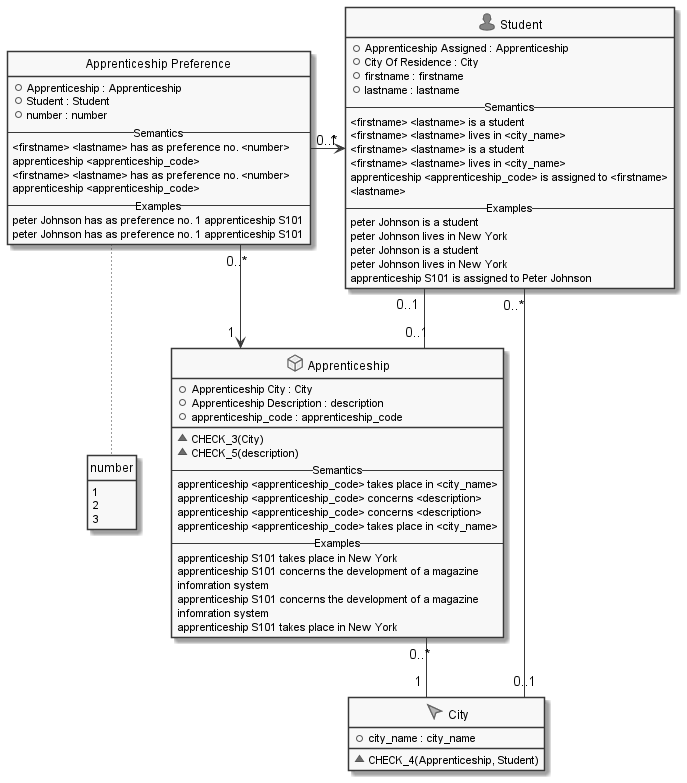 Apprenticeship Preference
Apprenticeship : Apprenticeship
Student : Student
number : number
Semantics
<firstname> <lastname> has as preference no. <number>
apprenticeship <apprenticeship_code>
<firstname> <lastname> has as preference no. <number>
apprenticeship <apprenticeship_code>
Examples
peter Johnson has as preference no. 1 apprenticeship S101
peter Johnson has as preference no. 1 apprenticeship S101
Student
Apprenticeship Assigned : Apprenticeship
City Of Residence : City
firstname : firstname
lastname : lastname
Semantics
<firstname> <lastname> is a student
<firstname> <lastname> lives in <city_name>
<firstname> <lastname> is a student
<firstname> <lastname> lives in <city_name>
apprenticeship <apprenticeship_code> is assigned to <firstname>
<lastname>
Examples
peter Johnson is a student
peter Johnson lives in New York
peter Johnson is a student
peter Johnson lives in New York
apprenticeship S101 is assigned to Peter Johnson
0..*
0..1
0..*
1
0..1
Apprenticeship
Apprenticeship City : City
Apprenticeship Description : description
apprenticeship_code : apprenticeship_code
CHECK_3(City)
CHECK_5(description)
Semantics
apprenticeship <apprenticeship_code> takes place in <city_name>
apprenticeship <apprenticeship_code> concerns <description>
apprenticeship <apprenticeship_code> concerns <description>
apprenticeship <apprenticeship_code> takes place in <city_name>
Examples
apprenticeship S101 takes place in New York
apprenticeship S101 concerns the development of a magazine
infomration system
apprenticeship S101 concerns the development of a magazine
infomration system
apprenticeship S101 takes place in New York
number
1
2
3
0..*
1
0..1
City
city_name : city_name
CHECK_4(Apprenticeship, Student)